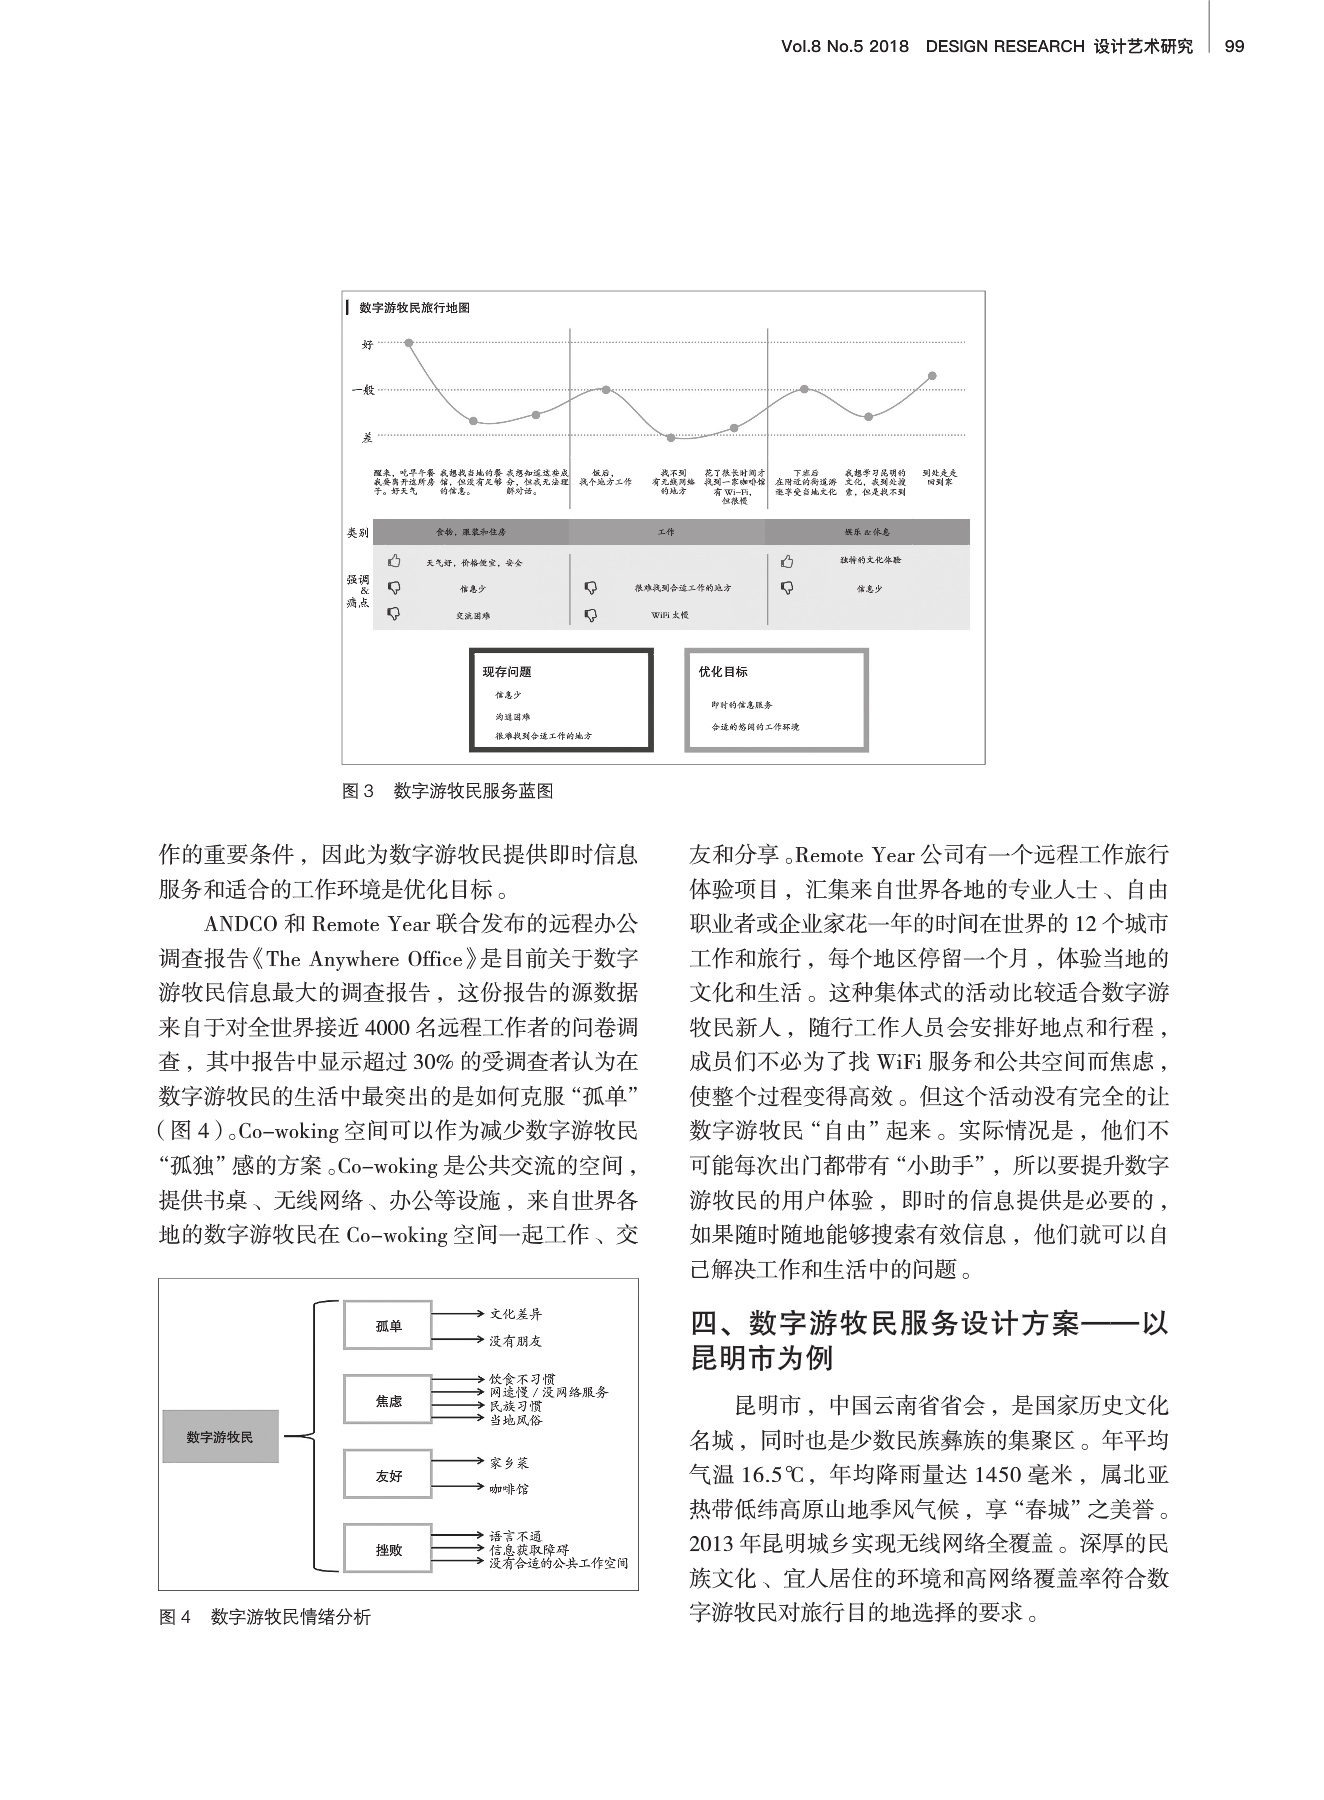 Vol.8 No.5 2018 DESIGN RESEARCH 设计艺术研究 99
数字游牧民旅行地图
好
一般
差
醒来，吃早午餐
我要离开这所房
子。好天气
我想找当地的餐
馆，但没有足够
的信息。
我想知道这些成
分，但我无法理
解对话。
饭后，
找个地方工作
我找不到
有无线网络
的地方
花了很长时间才
找到一家咖啡馆
有 Wi-Fi,
但很慢
下班后
在附近的街道游
逛享受当地文化
我想学习昆明的
文化，我到处搜
索，但是找不到
到处走走
回到家
类别
食物，服装和住房
工作
娱乐 & 休息
强调
&
痛点
天气好，价格便宜，安全
信息少
交流困难
很难找到合适工作的地方
WiFi 太慢
独特的文化体验
信息少
现存问题
信息少
沟通困难
很难找到合适工作的地方
优化目标
即时的信息服务
合适的悠闲的工作环境
图 3 数字游牧民服务蓝图
作的重要条件，因此为数字游牧民提供即时信息
服务和适合的工作环境是优化目标。
ANDCO 和 Remote Year 联合发布的远程办公
调查报告《The Anywhere Office》是目前关于数字
游牧民信息最大的调查报告，这份报告的源数据
来自于对全世界接近 4000 名远程工作者的问卷调
查，其中报告中显示超过 30% 的受调查者认为在
数字游牧民的生活中最突出的是如何克服“孤单”
（图 4）。Co-woking 空间可以作为减少数字游牧民
“孤独”感的方案。Co-woking 是公共交流的空间，
提供书桌、无线网络、办公等设施，来自世界各
地的数字游牧民在 Co-woking 空间一起工作、交
数字游牧民
孤单
文化差异
没有朋友
焦虑
饮食不习惯
网速慢 / 没网络服务
民族习惯
当地风俗
友好
家乡菜
咖啡馆
挫败
语言不通
信息获取障碍
没有合适的公共工作空间
图 4 数字游牧民情绪分析
友和分享。Remote Year 公司有一个远程工作旅行
体验项目，汇集来自世界各地的专业人士、自由
职业者或企业家花一年的时间在世界的 12 个城市
工作和旅行，每个地区停留一个月，体验当地的
文化和生活。这种集体式的活动比较适合数字游
牧民新人，随行工作人员会安排好地点和行程，
成员们不必为了找 WiFi 服务和公共空间而焦虑，
使整个过程变得高效。但这个活动没有完全的让
数字游牧民“自由”起来。实际情况是，他们不
可能每次出门都带有“小助手”，所以要提升数字
游牧民的用户体验，即时的信息提供是必要的，
如果随时随地能够搜索有效信息，他们就可以自
己解决工作和生活中的问题。
四、数字游牧民服务设计方案——以
昆明市为例
昆明市，中国云南省省会，是国家历史文化
名城，同时也是少数民族彝族的集聚区。年平均
气温 16.5℃，年均降雨量达 1450 毫米，属北亚
热带低纬高原山地季风气候，享“春城”之美誉。
2013 年昆明城乡实现无线网络全覆盖。深厚的民
族文化、宜人居住的环境和高网络覆盖率符合数
字游牧民对旅行目的地选择的要求。